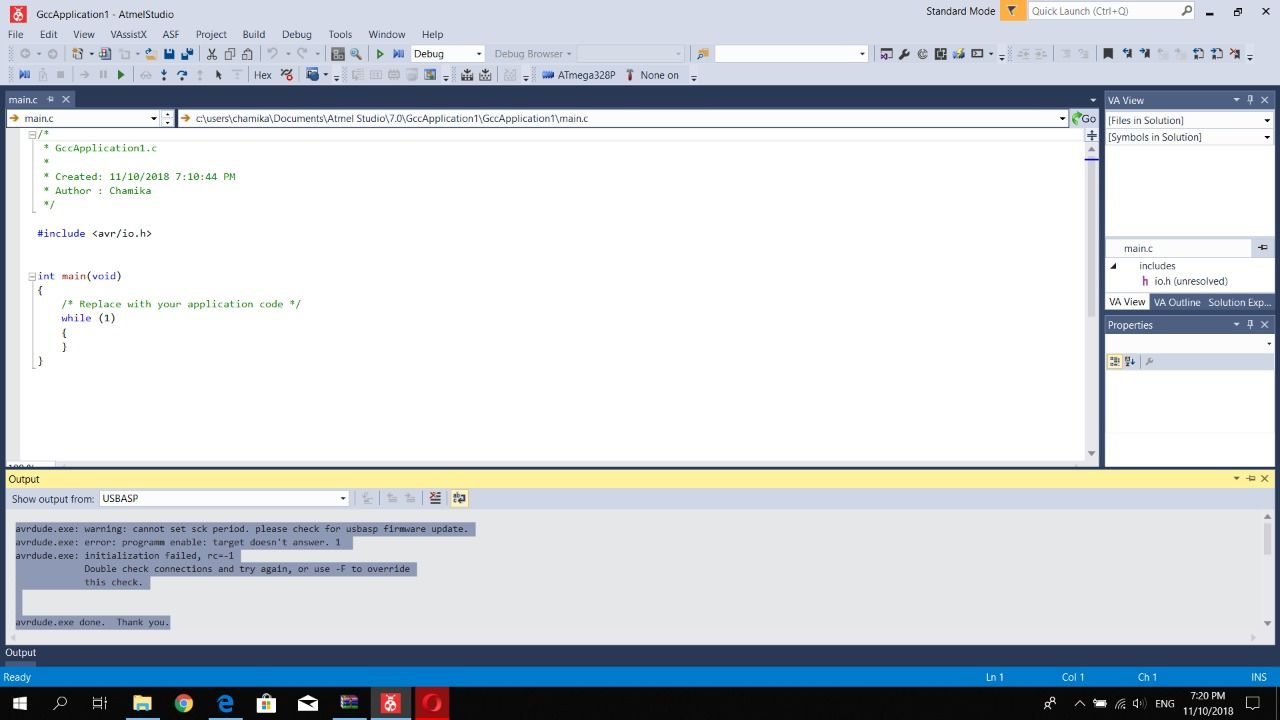 GccApplication1 - AtmelStudio
Standard Mode
Quick Launch (Ctrl+Q)
File Edit View VAssistX ASF Project Build Debug Tools Window Help
Debug
Debug Browser
Hex
ATmega328P
None on
main.c
main.c
c:\users\chamika\Documents\Atmel Studio\7.0\GccApplication1\GccApplication1\main.c
Go
/*
* GccApplication1.c
*
* Created: 11/10/2018 7:10:44 PM
* Author : Chamika
*/
#include <avr/io.h>
int main(void)
{
/* Replace with your application code */
while (1)
{
}
}
VA View
[Files in Solution]
[Symbols in Solution]
main.c
includes
h io.h (unresolved)
VA View VA Outline Solution Exp...
Properties
Output
Show output from: USBASP
avrdude.exe: warning: cannot set sck period. please check for usbasp firmware update.
avrdude.exe: error: programm enable: target doesn't answer. 1
avrdude.exe: initialization failed, rc=-1
Double check connections and try again, or use -F to override
this check.
avrdude.exe done.  Thank you.
Output
Ready
Ln 1
Col 1
Ch 1
INS
ENG
7:20 PM
11/10/2018